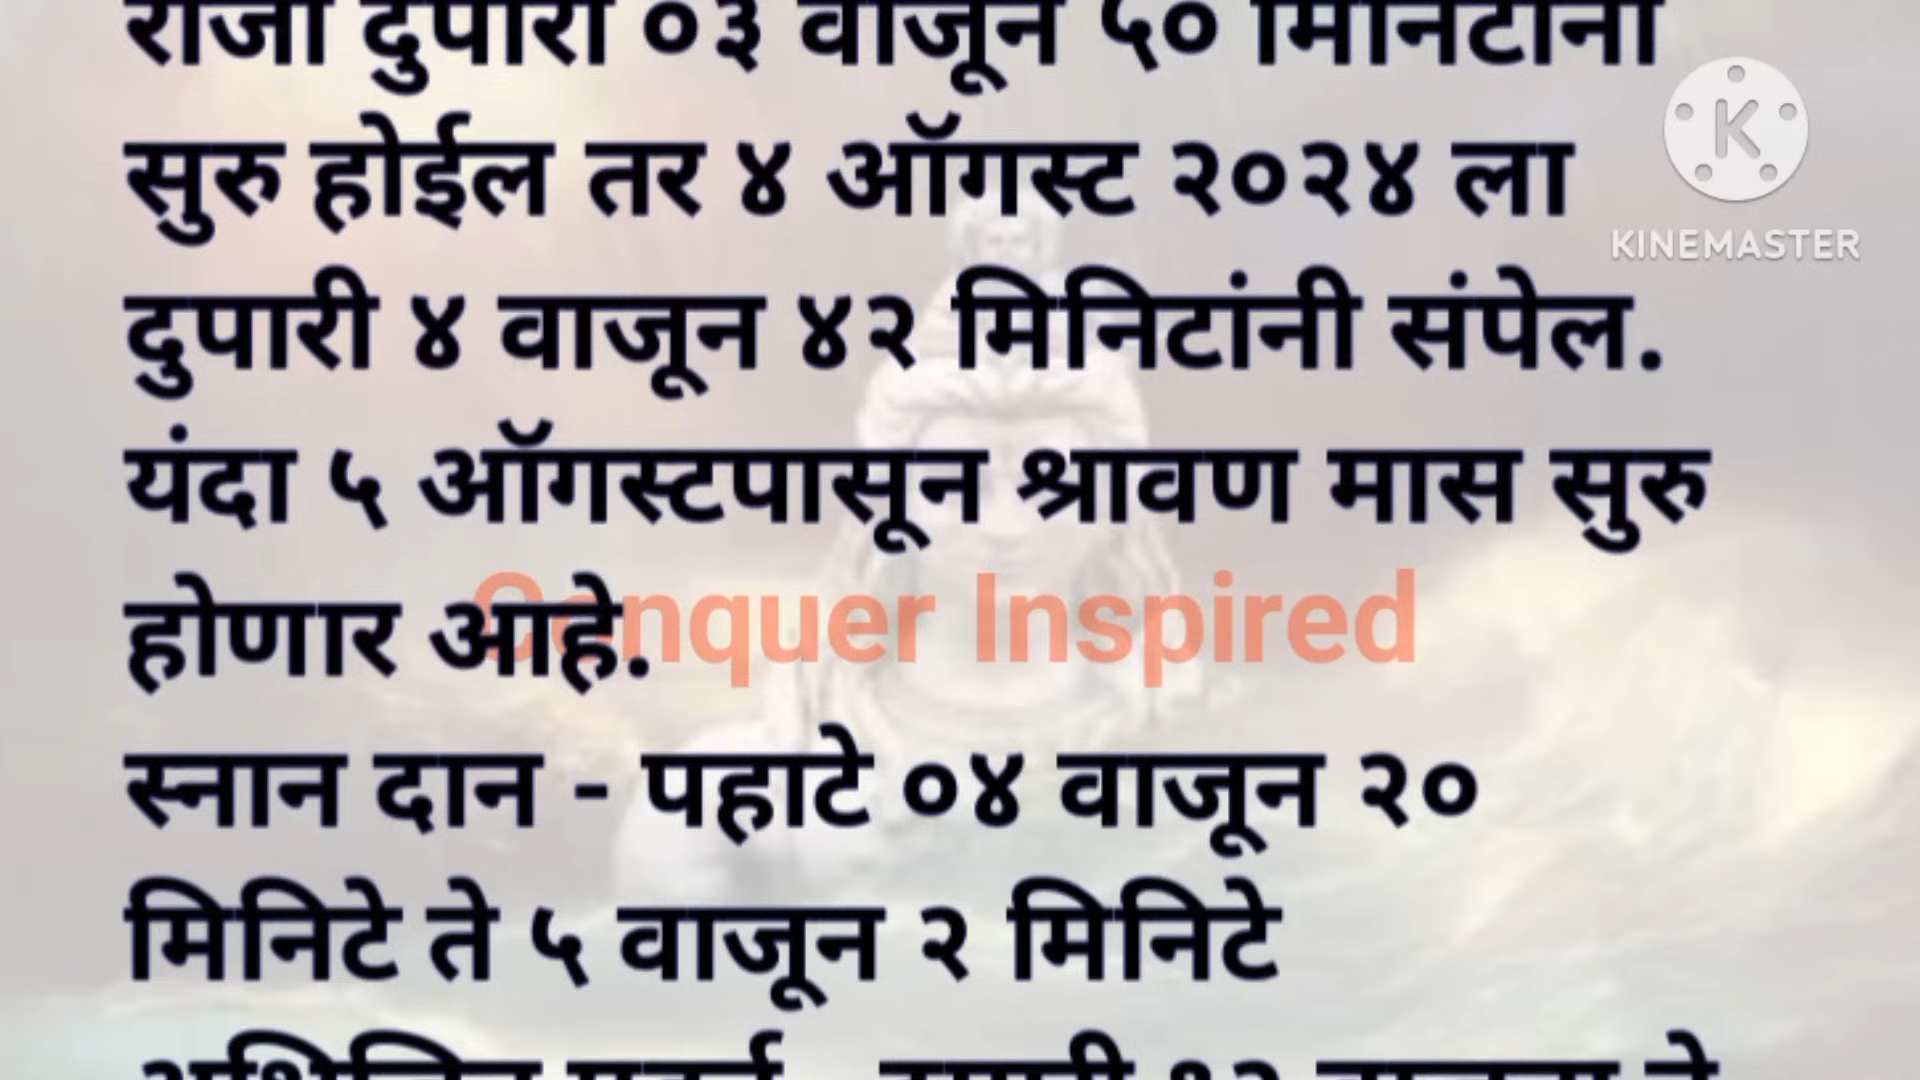 रोजी दुपारी ०३ वाजून ५० मिनिटांनी
सुरु होईल तर ४ ऑगस्ट २०२४ ला
दुपारी ४ वाजून ४२ मिनिटांनी संपेल.
यंदा ५ ऑगस्टपासून श्रावण मास सुरु
होणार आहे.
स्नान दान - पहाटे ०४ वाजून २०
मिनिटे ते ५ वाजून २ मिनिटे
KINEMASTER
Conquer Inspired